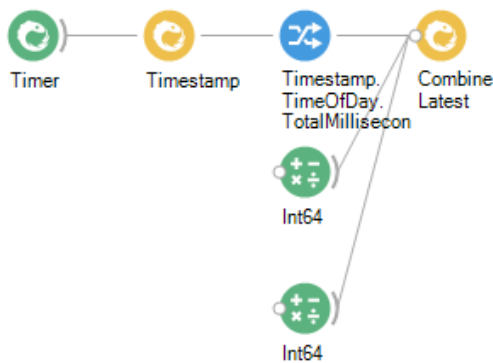 Timer
Timestamp
Timestamp.
TimeOfDay.
TotalMillisecon
Combine
Latest
Int64
Int64